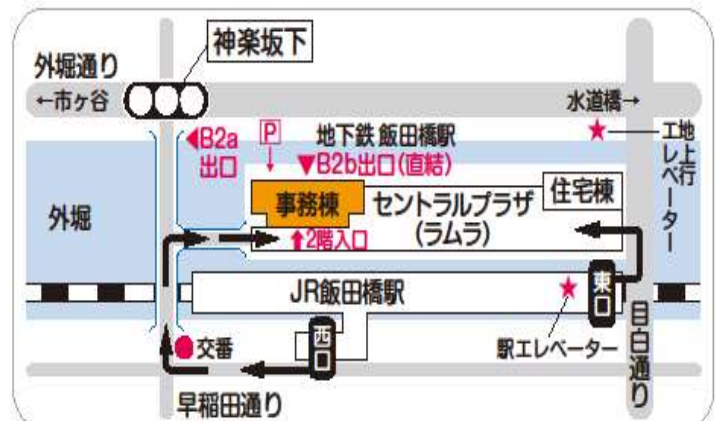 神楽坂下
外堀通り
←市ヶ谷
水道橋→
B2a
出口
P
地下鉄 飯田橋駅
▼B2b出口(直結)
★
地上行
エレベーター
事務棟
セントラルプラザ
(ラムラ)
住宅棟
外堀
↑2階入口
JR飯田橋駅
★
東口
西口
交番
駅エレベーター
目白通り
早稲田通り